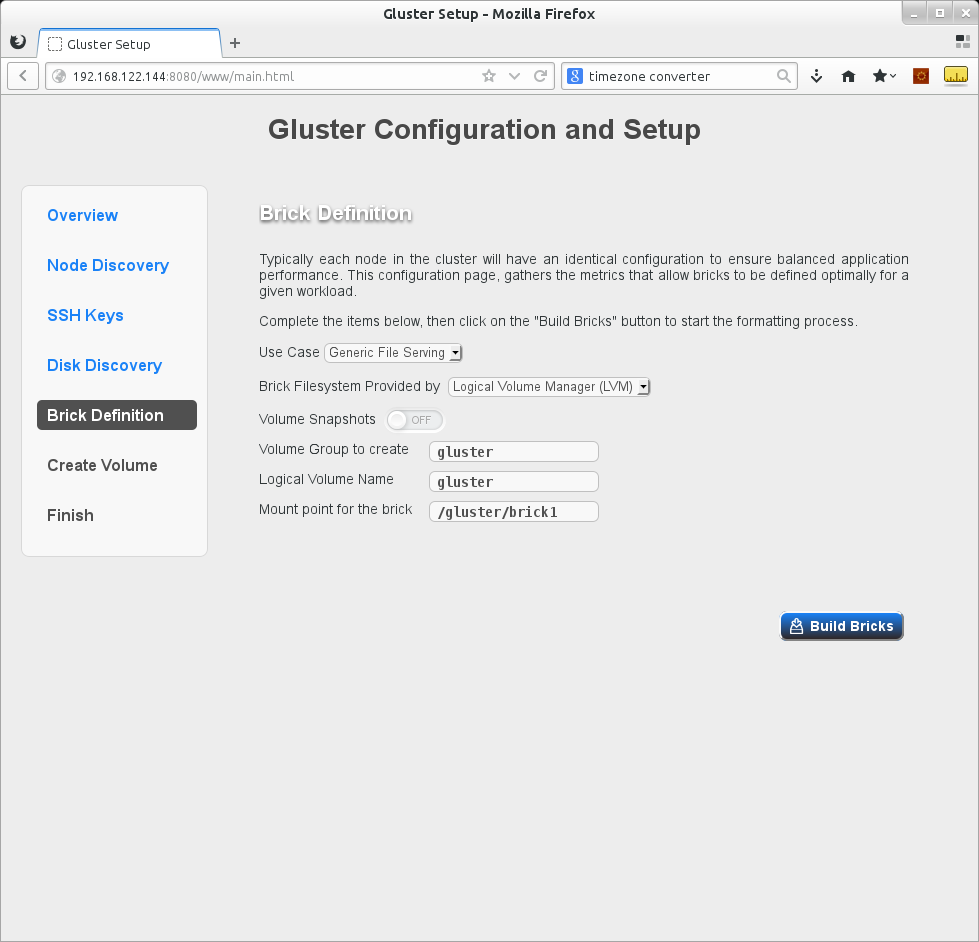 Gluster Setup - Mozilla Firefox
Gluster Setup
192.168.122.144:8080/www/main.html
8 timezone converter
Gluster Configuration and Setup
Overview
Node Discovery
SSH Keys
Disk Discovery
Brick Definition
Create Volume
Finish
Brick Definition
Typically each node in the cluster will have an identical configuration to ensure balanced application
performance. This configuration page, gathers the metrics that allow bricks to be defined optimally for a
given workload.
Complete the items below, then click on the "Build Bricks" button to start the formatting process.
Use Case Generic File Serving
Brick Filesystem Provided by Logical Volume Manager (LVM)
Volume Snapshots OFF
Volume Group to create gluster
Logical Volume Name gluster
Mount point for the brick /gluster/brick1
Build Bricks